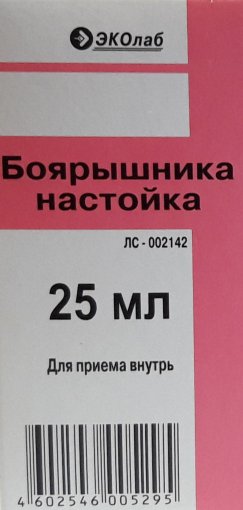 ЭКОлаб
Боярышника
настойка
ЛС - 002142
25 мл
Для приема внутрь
4 602546 005295